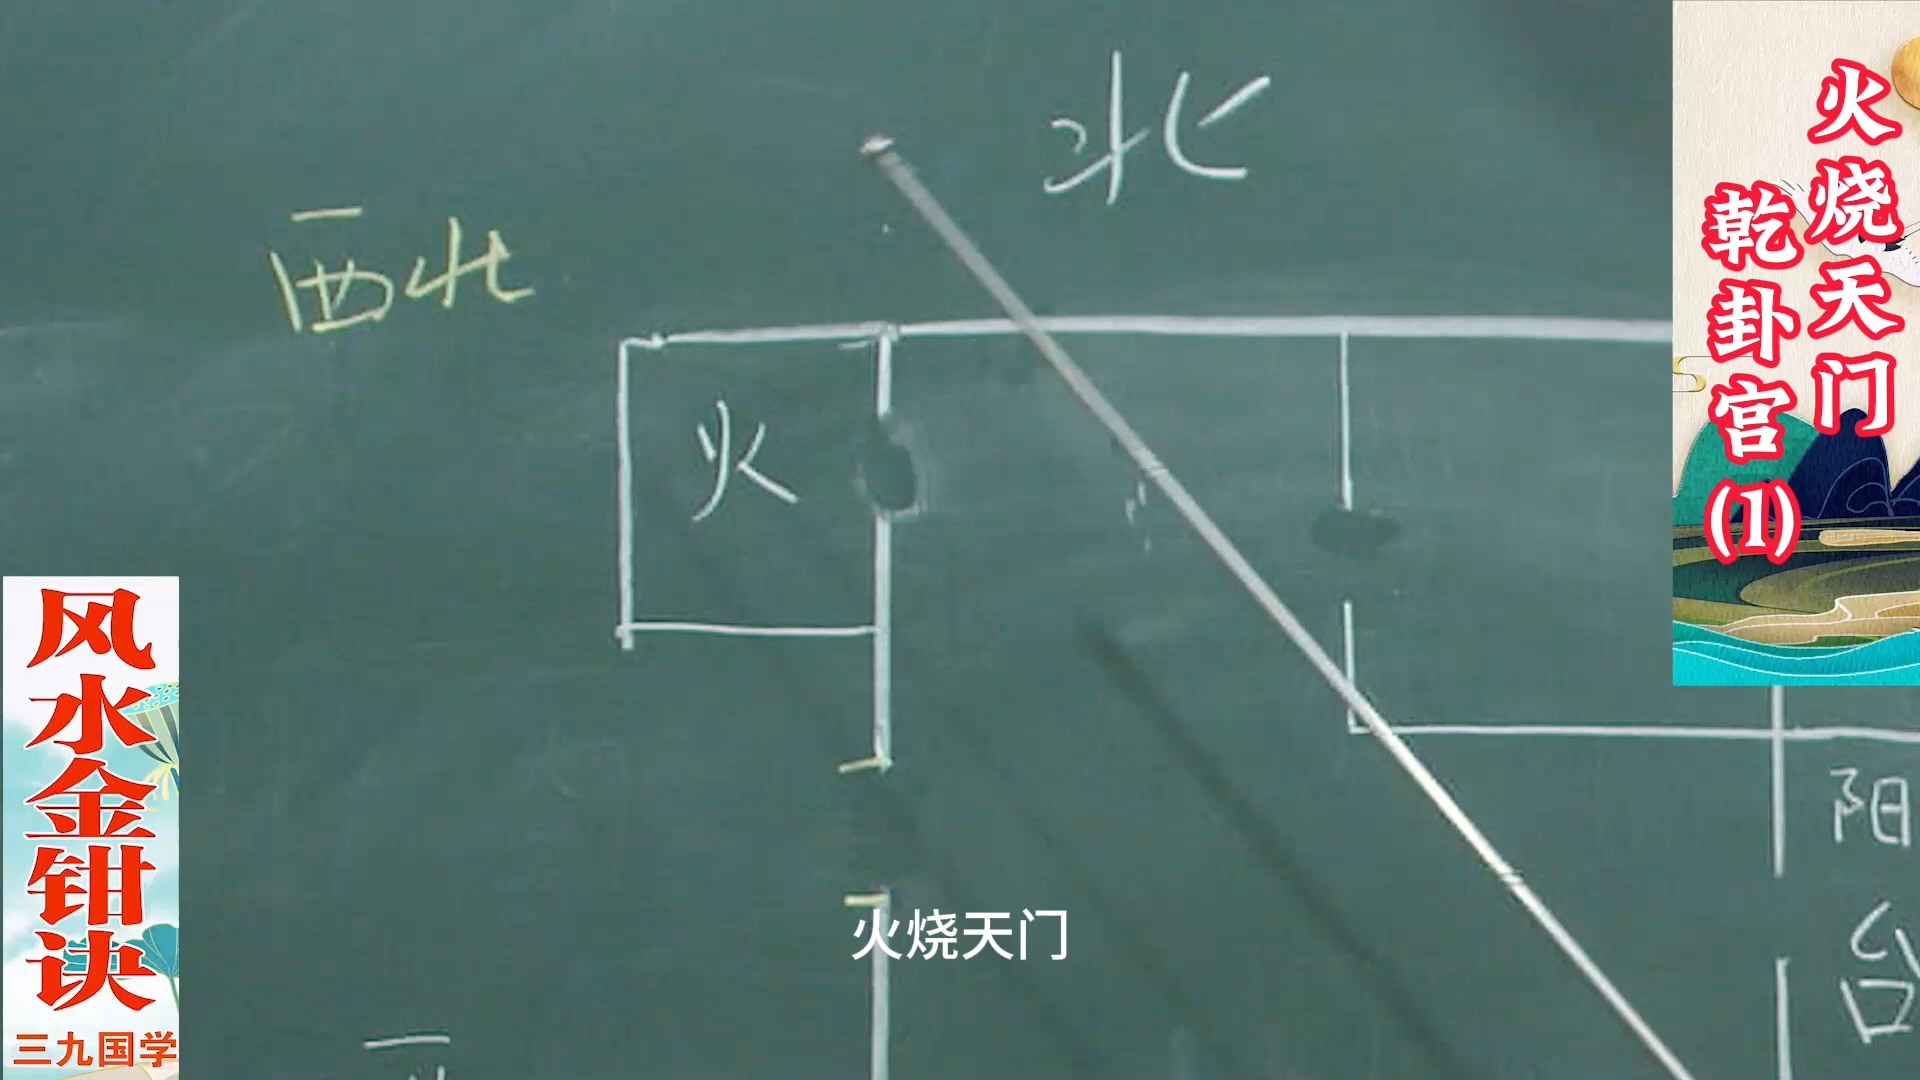 北
西北
火
阳
台
火烧天门
乾卦宫(1)
风水金钳诀
三九国学
火烧天门